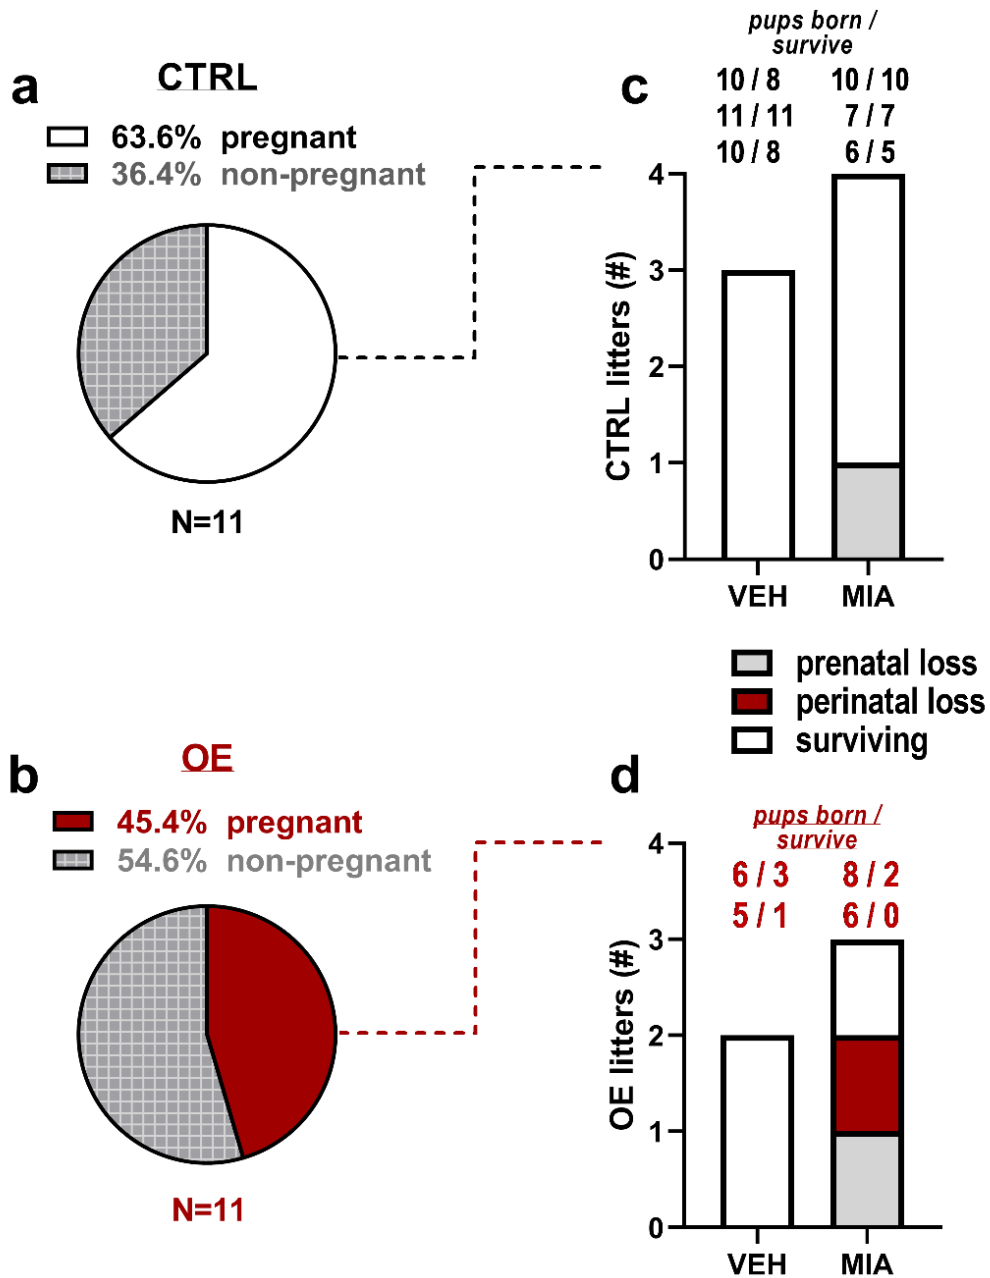 a
CTRL
63.6% pregnant
36.4% non-pregnant
N=11
c
pups born /
survive
10 / 8 10 / 10
11 / 11 7 / 7
10 / 8 6 / 5
4
3
2
1
0
CTRL litters (#)
VEH MIA
prenatal loss
perinatal loss
surviving
b
OE
45.4% pregnant
54.6% non-pregnant
N=11
d
pups born /
survive
6 / 3 8 / 2
5 / 1 6 / 0
4
3
2
1
0
OE litters (#)
VEH MIA